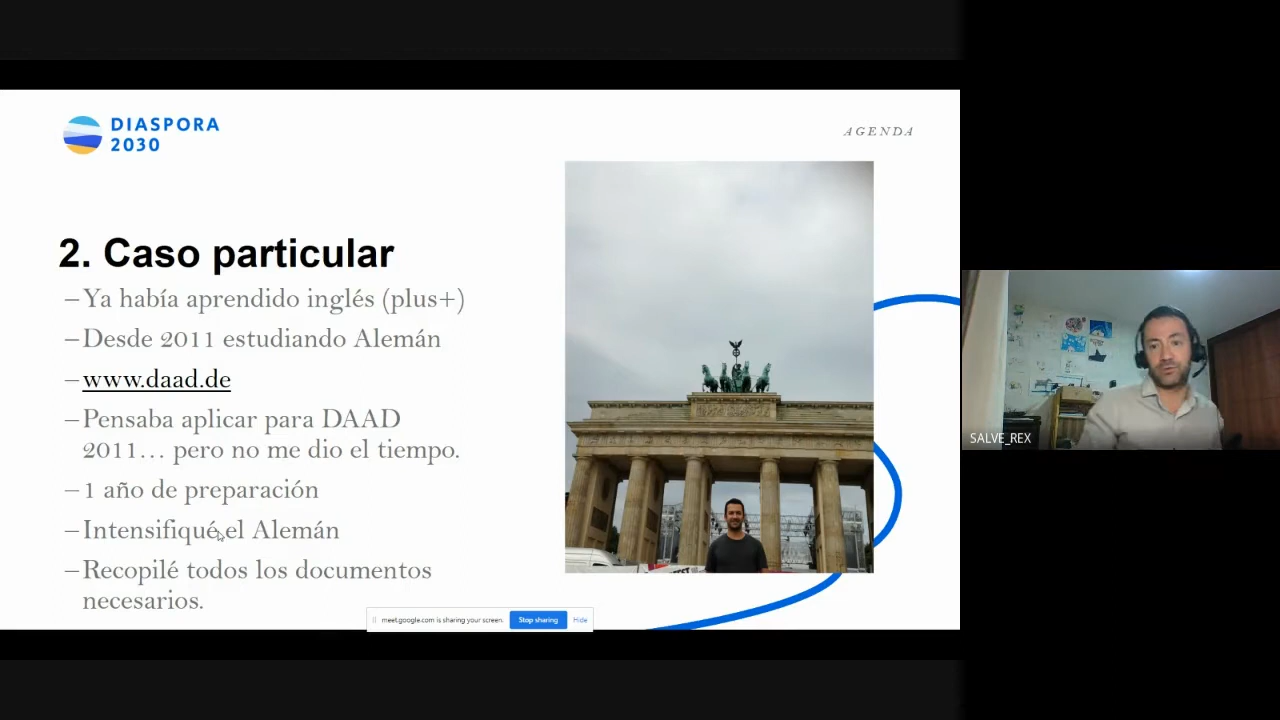 DIASPORA
2030
AGENDA
2. Caso particular
–Ya había aprendido inglés (plus+)
–Desde 2011 estudiando Alemán
–www.daad.de
–Pensaba aplicar para DAAD
2011… pero no me dio el tiempo.
–1 año de preparación
–Intensifiqué el Alemán
–Recopilé todos los documentos
necesarios.
meet.google.com is sharing your screen.
Stop sharing
Hide
SALVE_REX